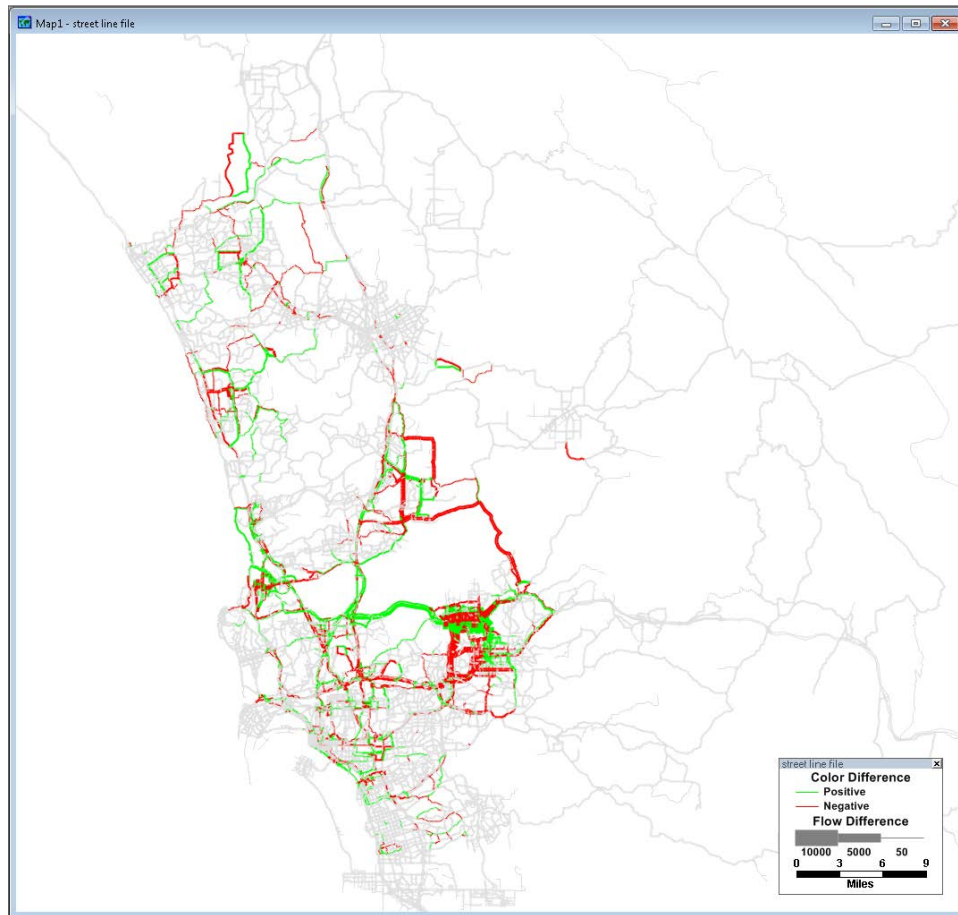 Map1 - street line file
street line file
Color Difference
Positive
Negative
Flow Difference
10000 5000 50
0 3 6 9
Miles